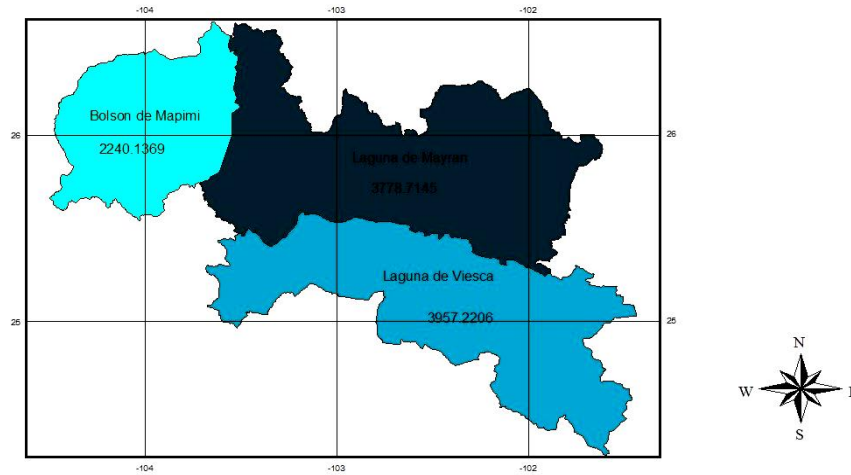 -104 -103 -102
26 26
Bolson de Mapimi
2240.1369
Laguna de Mayran
3778.7145
Laguna de Viesca
3957.2206
25 25
-104 -103 -102
N
W
S